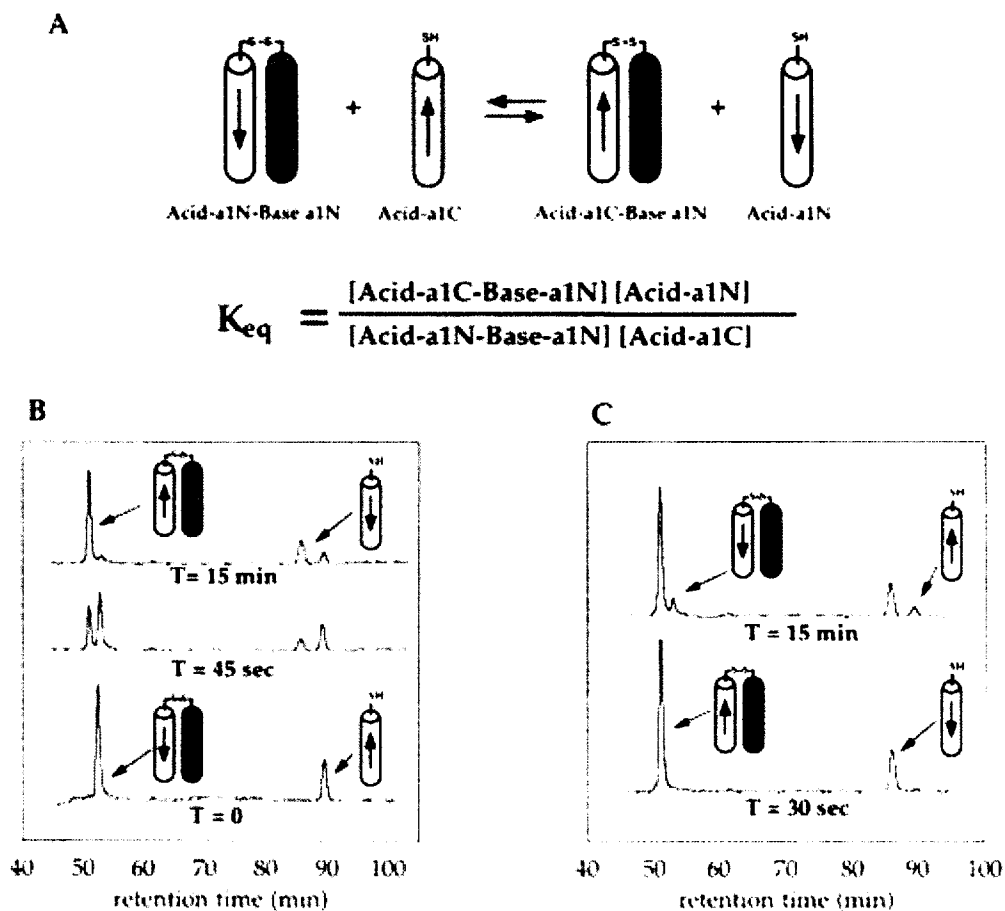 A
S-S SH S-S SH
+ +
Acid-a1N-Base a1N Acid-a1C Acid-a1C-Base a1N Acid-a1N
Keq = [Acid-a1C-Base-a1N] [Acid-a1N]
[Acid-a1N-Base-a1N] [Acid-a1C]
B
SH
T= 15 min
T = 45 sec
SH
T = 0
40 50 60 70 80 90 100
retention time (min)
C
SH
T = 15 min
SH
T = 30 sec
40 50 60 70 80 90 100
retention time (min)